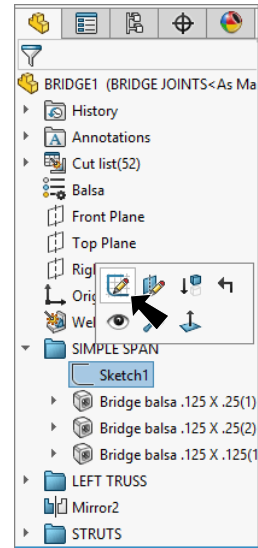 BRIDGE1 (BRIDGE JOINTS<As Ma
History
Annotations
Cut list(52)
Balsa
Front Plane
Top Plane
Rig
Orig
Wel
SIMPLE SPAN
Sketch1
Bridge balsa .125 X .25(1)
Bridge balsa .125 X .25(2)
Bridge balsa .125 X .125(1
LEFT TRUSS
Mirror2
STRUTS